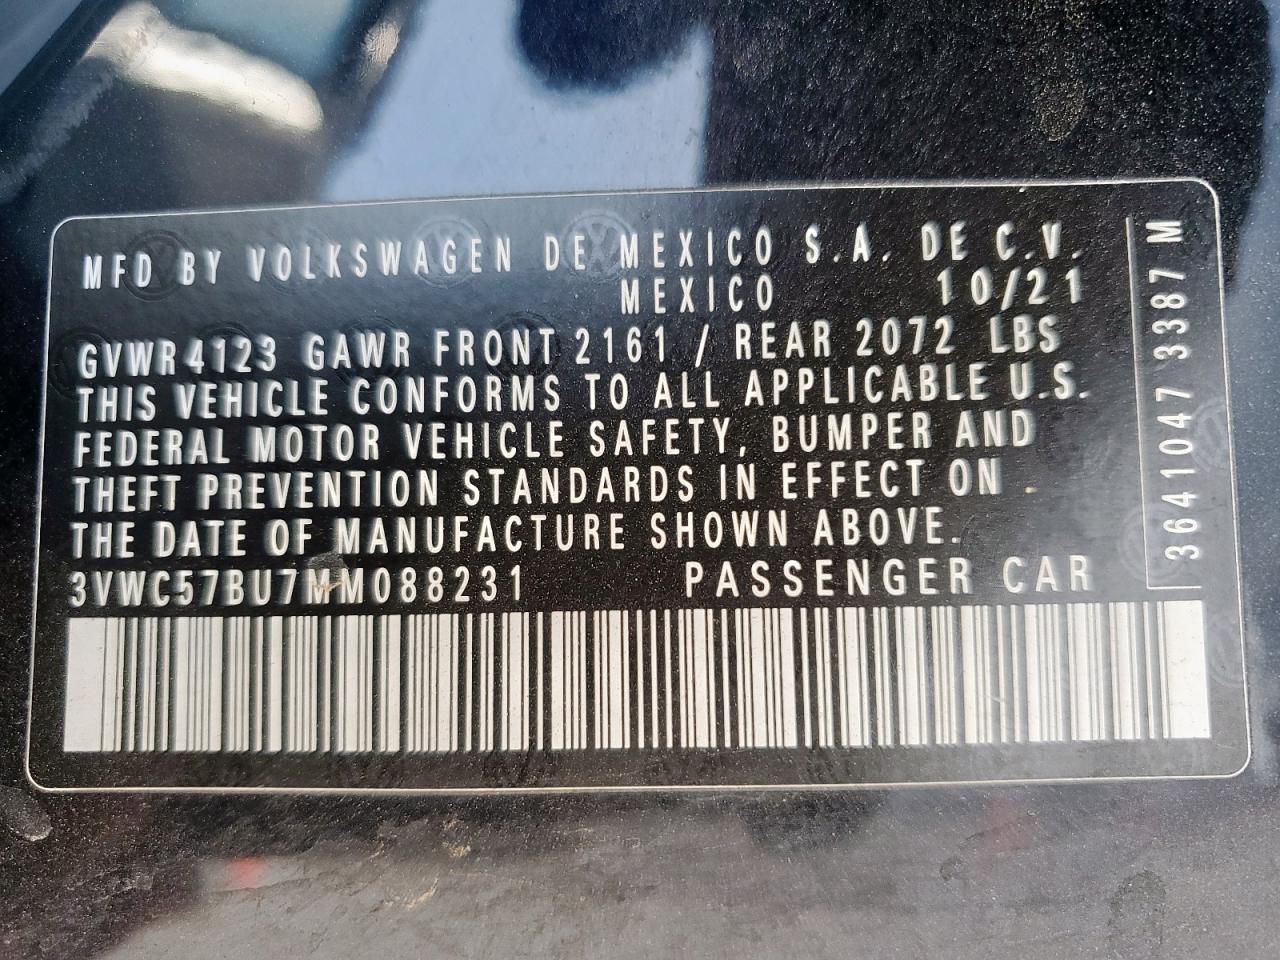 MFD BY VOLKSWAGEN DE MEXICO S.A. DE C.V.
MEXICO 10/21
GVWR 4123 GAWR FRONT 2161 / REAR 2072 LBS
THIS VEHICLE CONFORMS TO ALL APPLICABLE U.S.
FEDERAL MOTOR VEHICLE SAFETY, BUMPER AND
THEFT PREVENTION STANDARDS IN EFFECT ON
THE DATE OF MANUFACTURE SHOWN ABOVE.
3VWC57BU7MM088231 PASSENGER CAR
3641047 3387 M